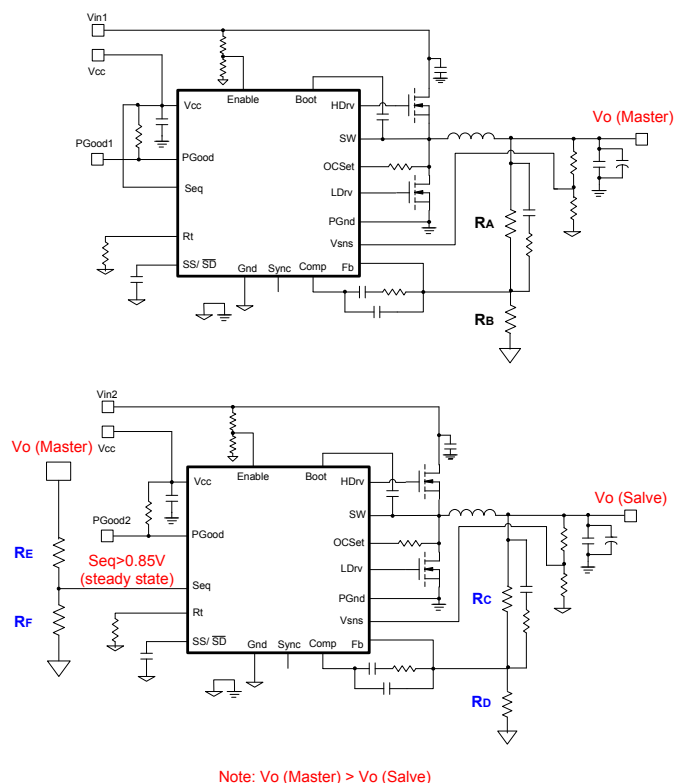 Vin1
Vcc
Enable
Boot
Vcc
HDrv
Vo (Master)
SW
PGood1
PGood
OCSet
Seq
LDrv
PGnd
RA
Rt
Vsns
SS/ SD
Gnd
Sync
Comp
Fb
RB
Vin2
Vo (Master)
Vcc
Enable
Boot
Vcc
HDrv
Vo (Salve)
SW
PGood2
PGood
OCSet
RE
Seq>0.85V
(steady state)
Seq
LDrv
RC
PGnd
RF
Rt
Vsns
SS/ SD
Gnd
Sync
Comp
Fb
RD
Note: Vo (Master) > Vo (Salve)